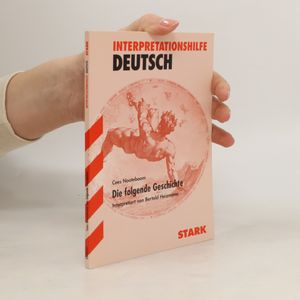 INTERPRETATIONSHILFE
DEUTSCH
Cees Nooteboom
Die folgende Geschichte
Interpretiert von Bertold Heizmann
STARK